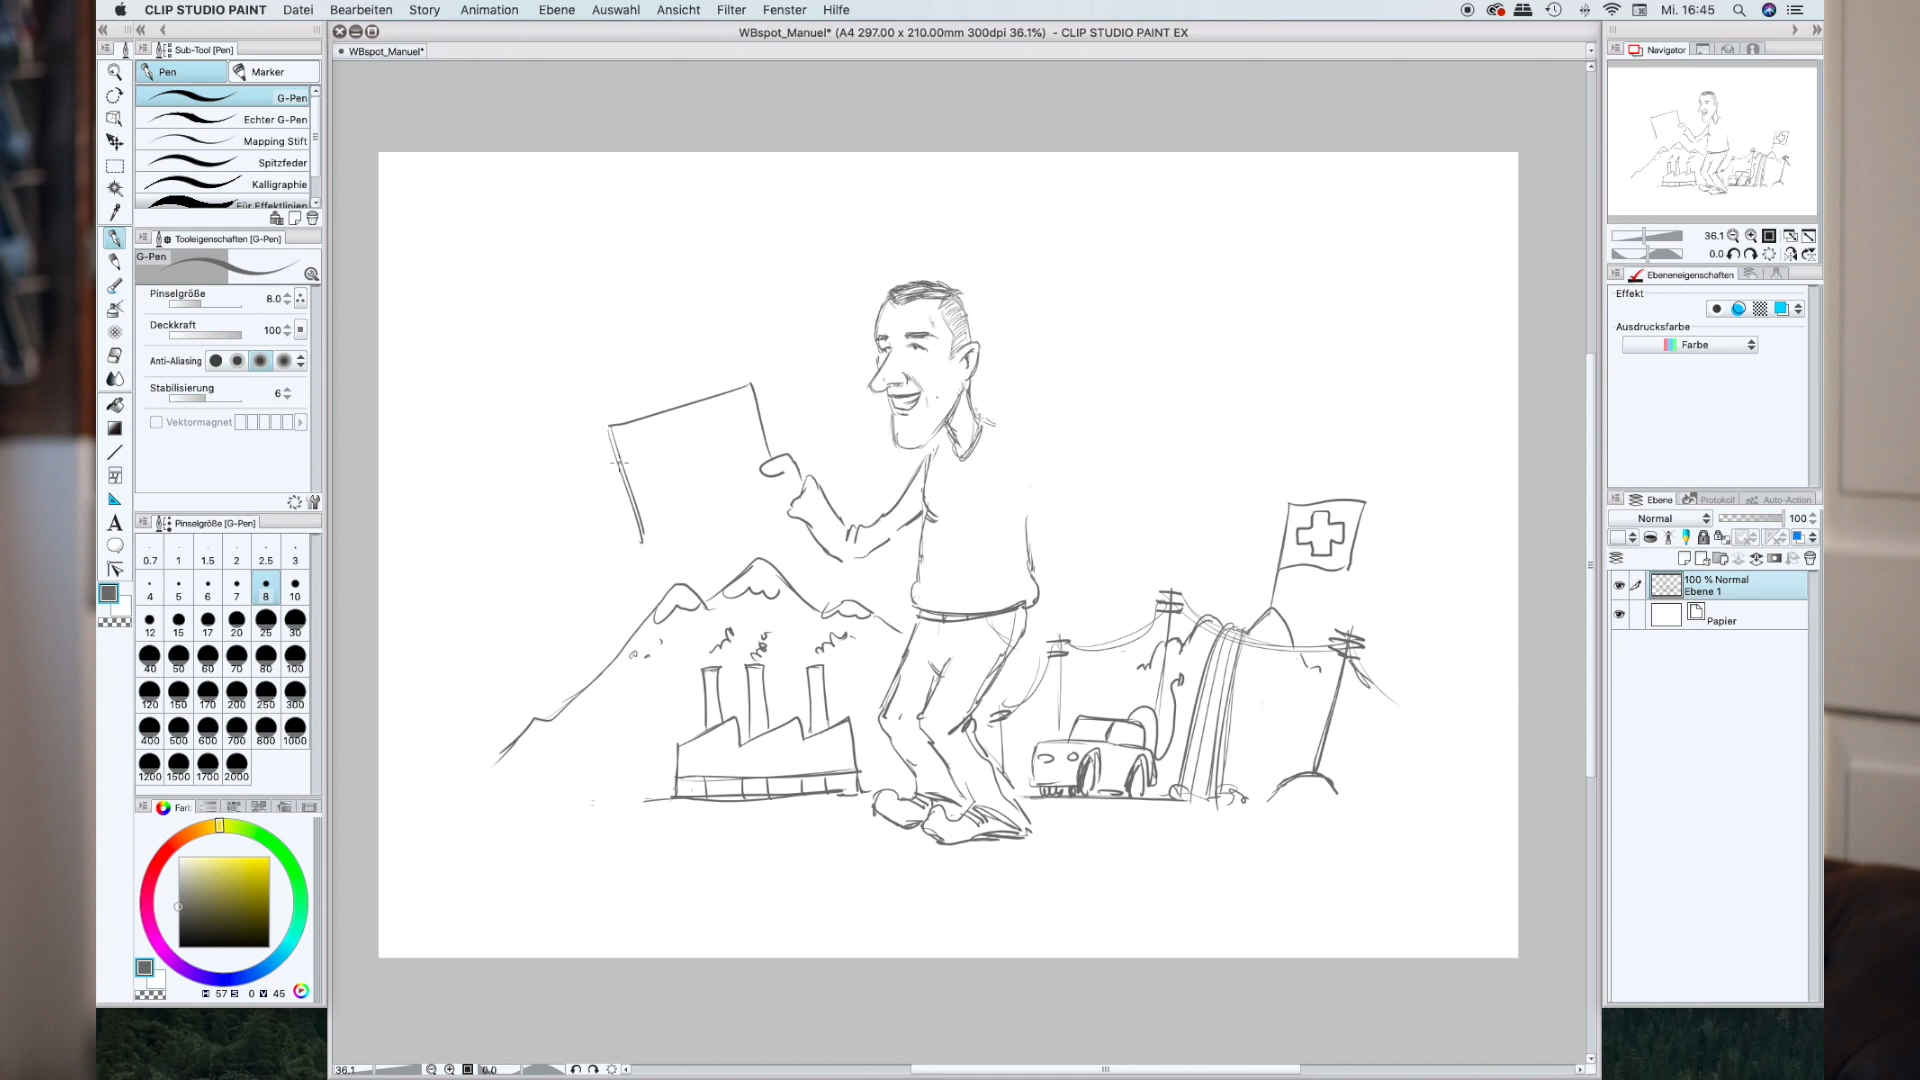 CLIP STUDIO PAINT Datei Bearbeiten Story Animation Ebene Auswahl Ansicht Filter Fenster Hilfe Mi. 16:45
WBspot_Manuel* (A4 297.00 x 210.00mm 300dpi 36.1%) - CLIP STUDIO PAINT EX
WBspot_Manuel*
Sub-Tool [Pen]
Pen Marker
G-Pen
Echter G-Pen
Mapping Stift
Spitzfeder
Kalligraphie
Für Effektlinien
Tooleigenschaften [G-Pen]
G-Pen
Pinselgröße 8.0
Deckkraft 100
Anti-Aliasing
Stabilisierung 6
Vektormagnet
Pinselgröße [G-Pen]
0.7 1 1.5 2 2.5 3
4 5 6 7 8 10
12 15 17 20 25 30
40 50 60 70 80 100
120 150 170 200 250 300
400 500 600 700 800 1000
1200 1500 1700 2000
Farb
H 57 S 0 V 45
36.1 0.0
Navigator
36.1
0.0
Ebeneneigenschaften
Effekt
Ausdrucksfarbe
Farbe
Ebene Protokoll Auto-Action
Normal 100
100 % Normal
Ebene 1
Papier